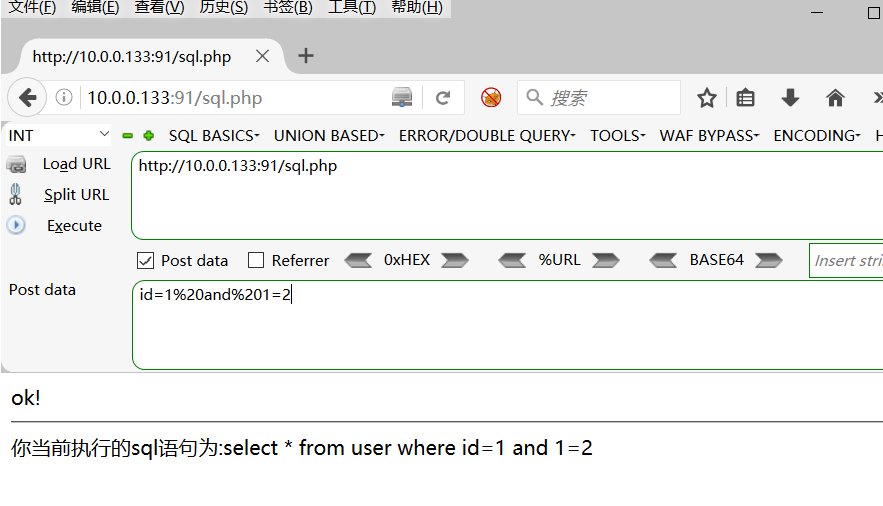 文件(F) 编辑(E) 查看(V) 历史(S) 书签(B) 工具(T) 帮助(H)
http://10.0.0.133:91/sql.php
10.0.0.133:91/sql.php 搜索
INT SQL BASICS UNION BASED ERROR/DOUBLE QUERY TOOLS WAF BYPASS ENCODING H
Load URL http://10.0.0.133:91/sql.php
Split URL
Execute
Post data Referrer 0xHEX %URL BASE64 Insert stri
Post data id=1%20and%201=2
ok!
你当前执行的sql语句为:select * from user where id=1 and 1=2